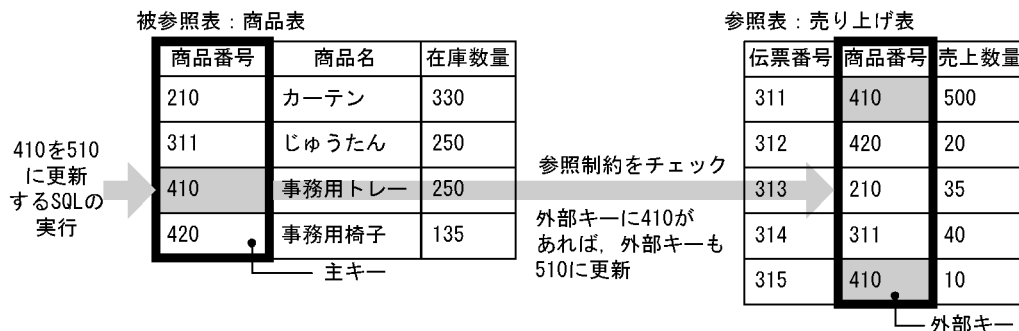 被参照表：商品表
商品番号 商品名 在庫数量
210 カーテン 330
311 じゅうたん 250
410 事務用トレー 250
420 事務用椅子 135
主キー
410を510
に更新
するSQLの
実行
参照制約をチェック
外部キーに410が
あれば，外部キーも
510に更新
参照表：売り上げ表
伝票番号 商品番号 売上数量
311 410 500
312 420 20
313 210 35
314 311 40
315 410 10
外部キー